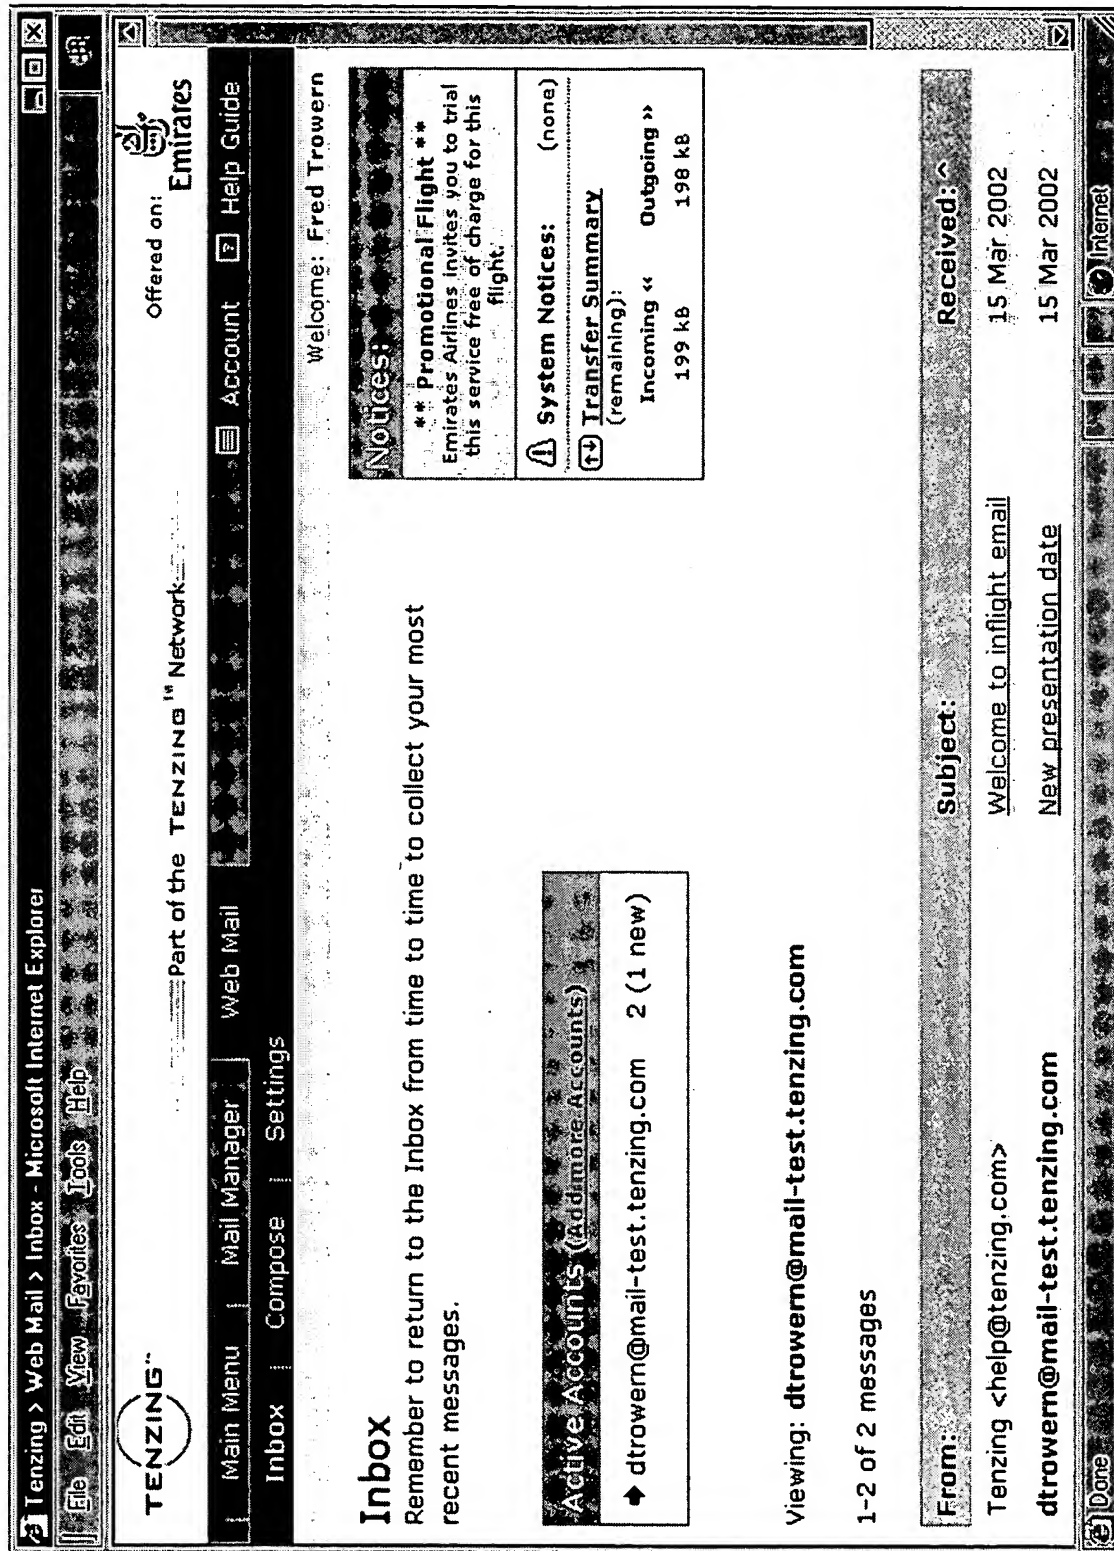 Tenzing > Web Mail > Inbox - Microsoft Internet Explorer
File Edit View Favorites Tools Help
TENZING™
Part of the TENZING™ Network
Offered on:
Emirates
Main Menu | Mail Manager | Web Mail Account ? Help Guide
Inbox | Compose | Settings
Welcome: Fred Trowern
Inbox
Remember to return to the Inbox from time to time to collect your most
recent messages.
Notices:
** Promotional Flight **
Emirates Airlines invites you to trial
this service free of charge for this
flight.
System Notices: (none)
Transfer Summary
(remaining):
Incoming << Outgoing >>
199 kB 198 kB
Active Accounts (Add more Accounts)
dtrowern@mail-test.tenzing.com 2 (1 new)
Viewing: dtrowern@mail-test.tenzing.com
1-2 of 2 messages
From: Subject: Received: ^
Tenzing <help@tenzing.com> Welcome to inflight email 15 Mar 2002
dtrowern@mail-test.tenzing.com New presentation date 15 Mar 2002
Done Internet